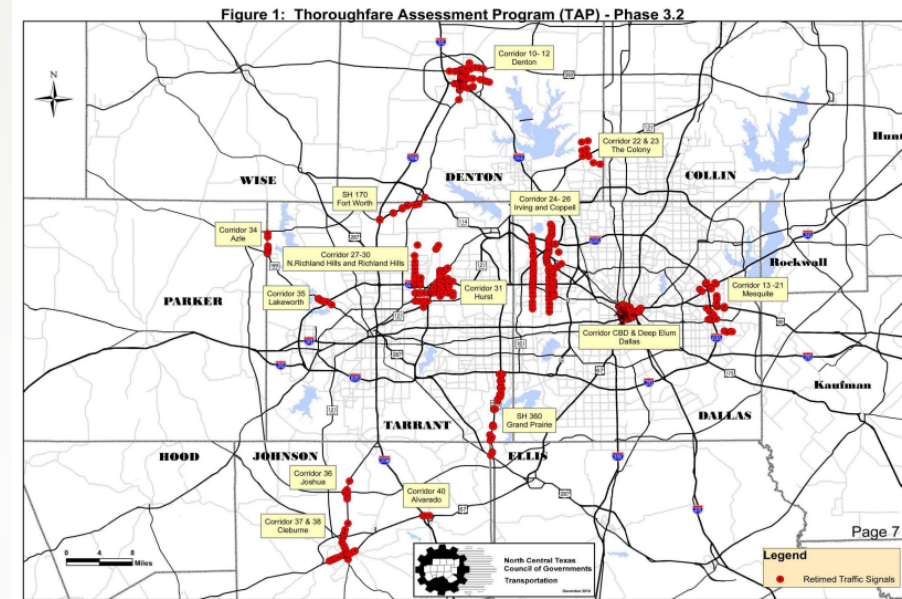 Figure 1: Thoroughfare Assessment Program (TAP) - Phase 3.2
N
Corridor 10- 12
Denton
Corridor 22 & 23
The Colony
Hunt
WISE
DENTON
COLLIN
SH 170
Fort Worth
Corridor 24- 26
Irving and Coppell
Corridor 34
Azle
Corridor 27-30
N.Richland Hills and Richland Hills
Rockwall
Corridor 31
Hurst
Corridor 13 -21
Mesquite
PARKER
Corridor 35
Lakeworth
Corridor CBD & Deep Elum
Dallas
Kaufman
SH 360
Grand Prairie
TARRANT
DALLAS
HOOD
JOHNSON
ELLIS
Corridor 36
Joshua
Corridor 40
Alvarado
Corridor 37 & 38
Cleburne
0 4 8
Miles
North Central Texas
Council of Governments
Transportation
Page 7
Legend
Retimed Traffic Signals